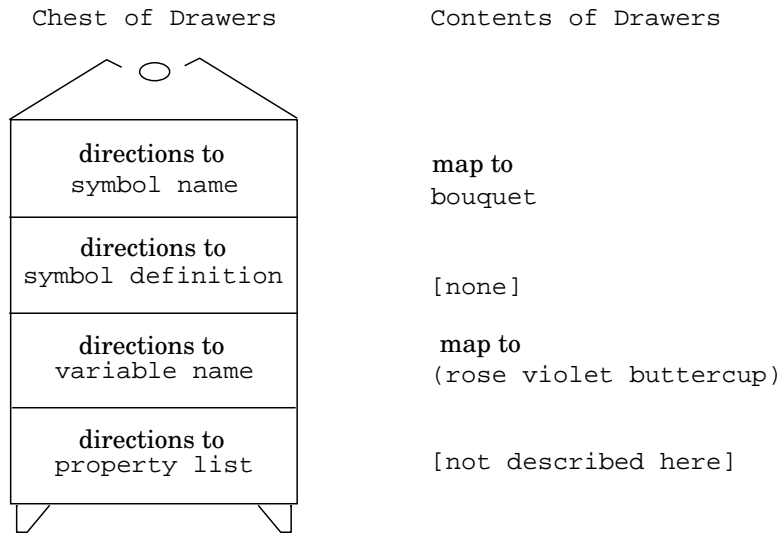 Chest of Drawers
Contents of Drawers
directions to
symbol name
map to
bouquet
directions to
symbol definition
[none]
directions to
variable name
map to
(rose violet buttercup)
directions to
property list
[not described here]